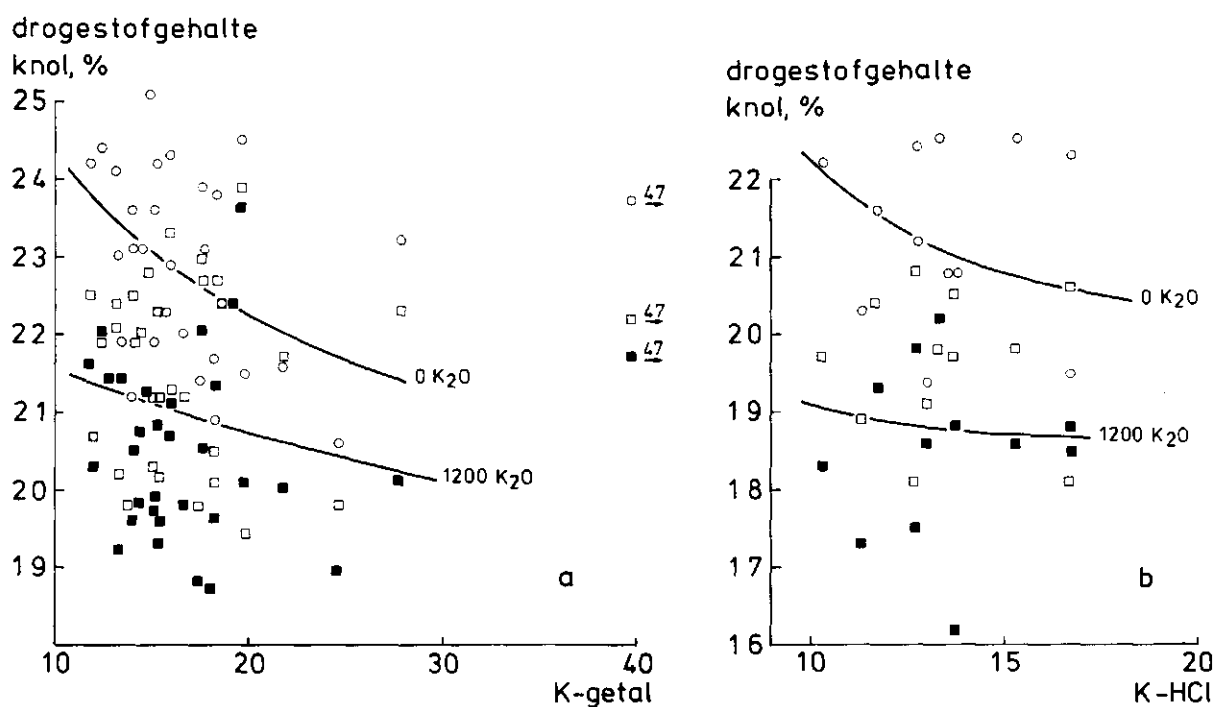 drogestofgehalte
knol, %
25
24
23
22
21
20
19
10
20
30
40
K-getal
47
47
47
0 K₂O
1200 K₂O
a
drogestofgehalte
knol, %
22
21
20
19
18
17
16
10
15
20
K-HCl
0 K₂O
1200 K₂O
b